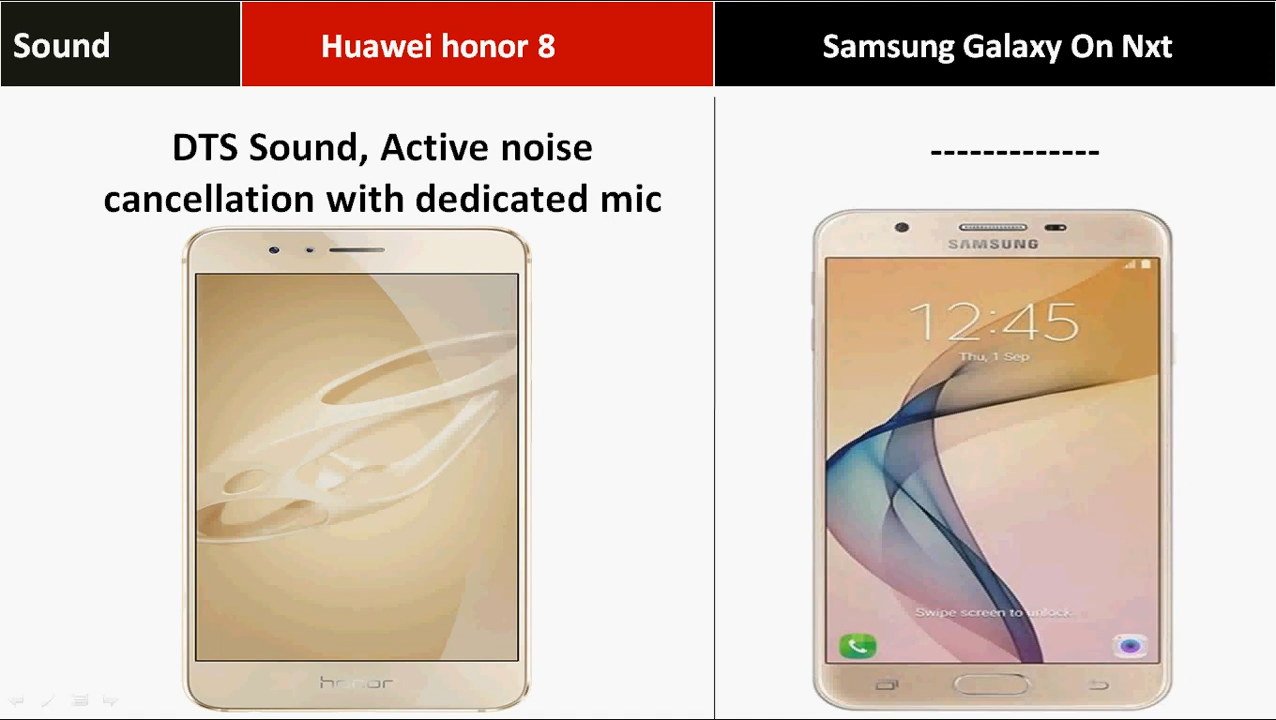 Sound
Huawei honor 8
Samsung Galaxy On Nxt
DTS Sound, Active noise
cancellation with dedicated mic
-------------
SAMSUNG
12:45
Thu, 1 Sep
Swipe screen to unlock
honor